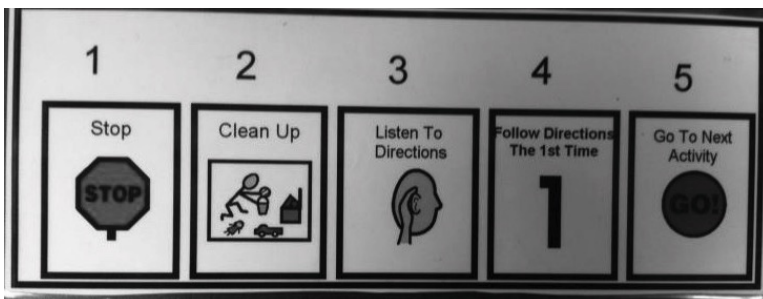 1 2 3 4 5
Stop
STOP
Clean Up
Listen To
Directions
Follow Directions
The 1st Time
1
Go To Next
Activity
GO!